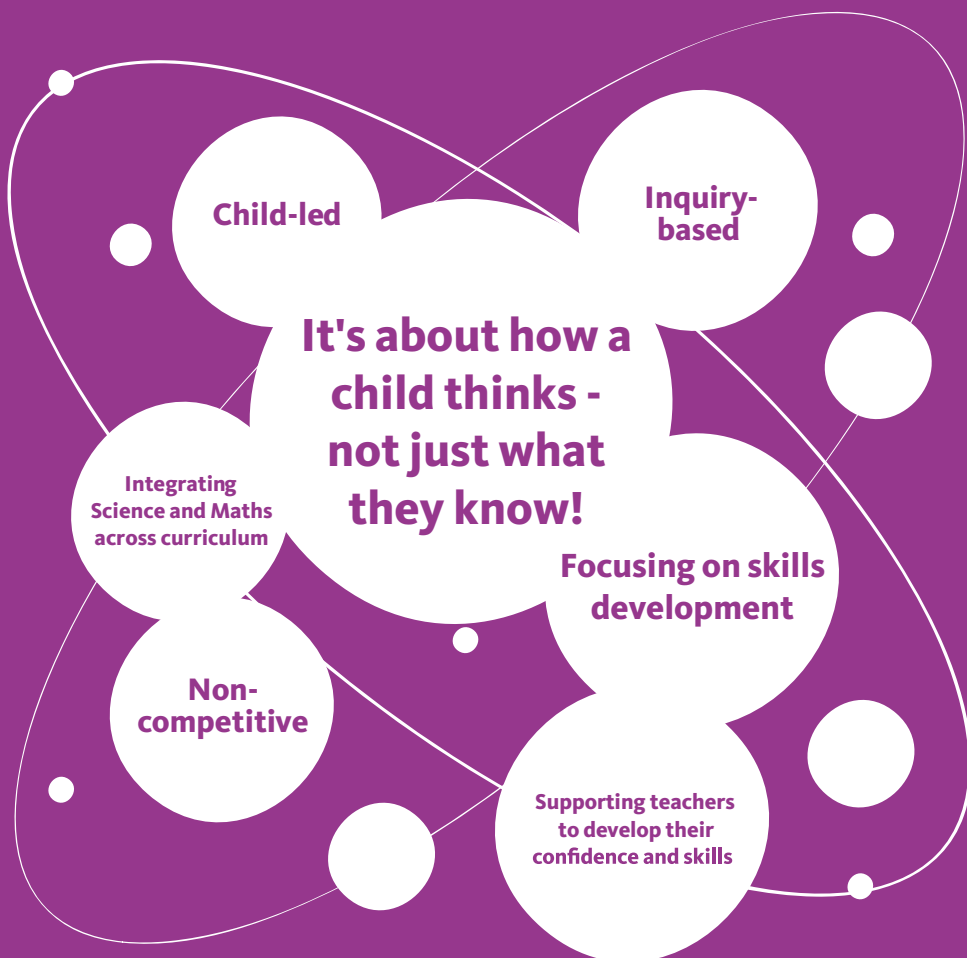 Child-led
Inquiry-
based
It's about how a
child thinks -
not just what
they know!
Integrating
Science and Maths
across curriculum
Focusing on skills
development
Non-
competitive
Supporting teachers
to develop their
confidence and skills